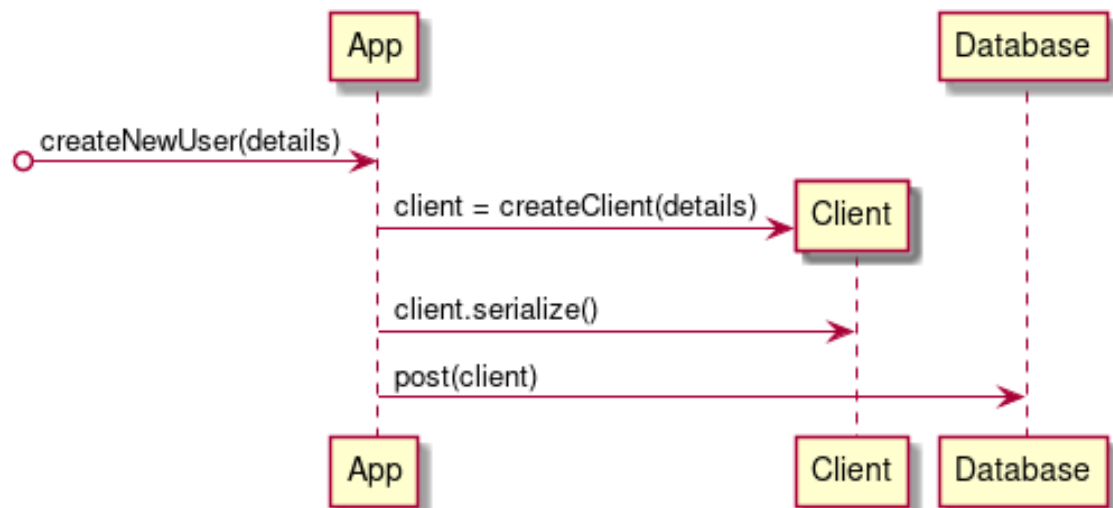 App
Database
createNewUser(details)
client = createClient(details)
Client
client.serialize()
post(client)
App
Client
Database